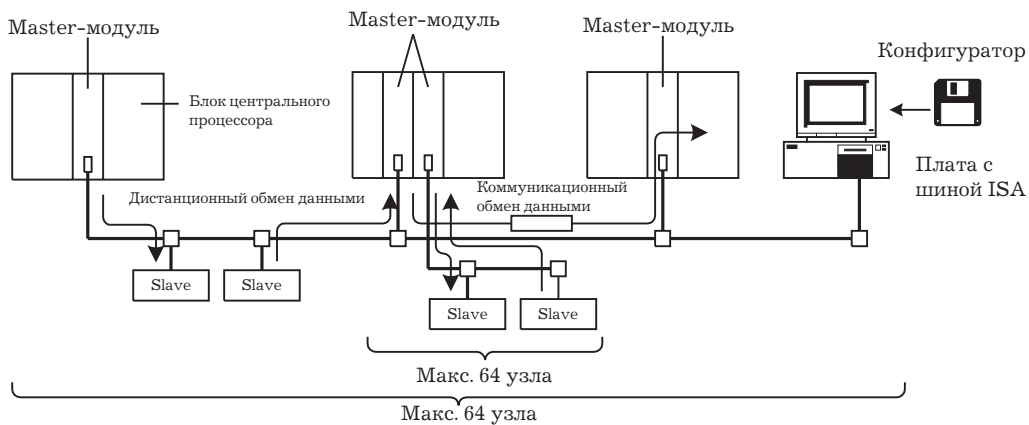 Master-модуль
Master-модуль
Master-модуль
Конфигуратор
Блок центрального
процессора
Плата с
шиной ISA
Дистанционный обмен данными
Коммуникационный
обмен данными
Slave
Slave
Slave
Slave
Макс. 64 узла
Макс. 64 узла